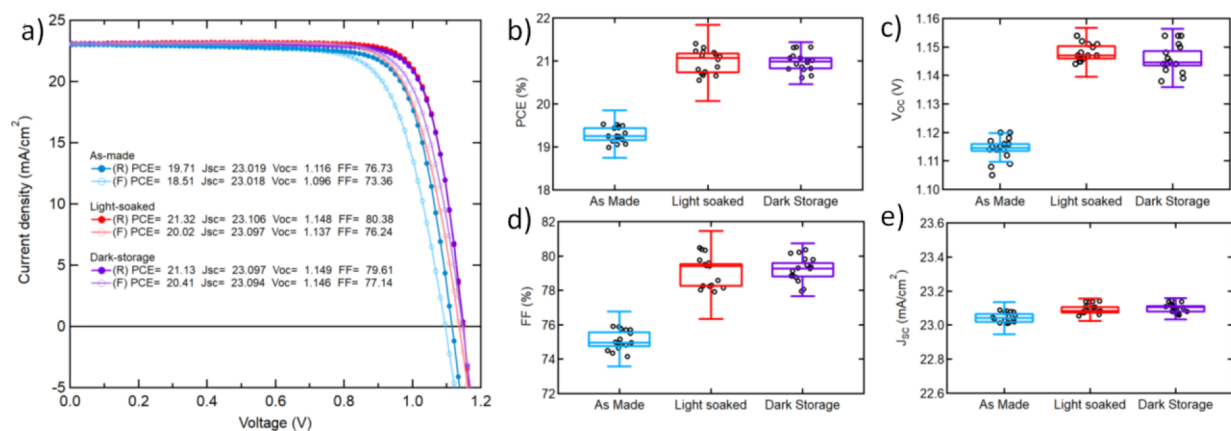 a)
25
20
15
10
5
0
-5
Current density (mA/cm²)
0.0 0.2 0.4 0.6 0.8 1.0 1.2
Voltage (V)
As-made
(R) PCE= 19.71 Jsc= 23.019 Voc= 1.116 FF= 76.73
(F) PCE= 18.51 Jsc= 23.018 Voc= 1.096 FF= 73.36
Light-soaked
(R) PCE= 21.32 Jsc= 23.106 Voc= 1.148 FF= 80.38
(F) PCE= 20.02 Jsc= 23.097 Voc= 1.137 FF= 76.24
Dark-storage
(R) PCE= 21.13 Jsc= 23.097 Voc= 1.149 FF= 79.61
(F) PCE= 20.41 Jsc= 23.094 Voc= 1.146 FF= 77.14
b)
22
21
20
19
18
PCE (%)
As Made Light soaked Dark Storage
c)
1.16
1.15
1.14
1.13
1.12
1.11
1.10
VOC (V)
As Made Light soaked Dark Storage
d)
82
80
78
76
74
72
FF (%)
As Made Light soaked Dark Storage
e)
23.6
23.4
23.2
23.0
22.8
22.6
JSC (mA/cm²)
As Made Light soaked Dark Storage